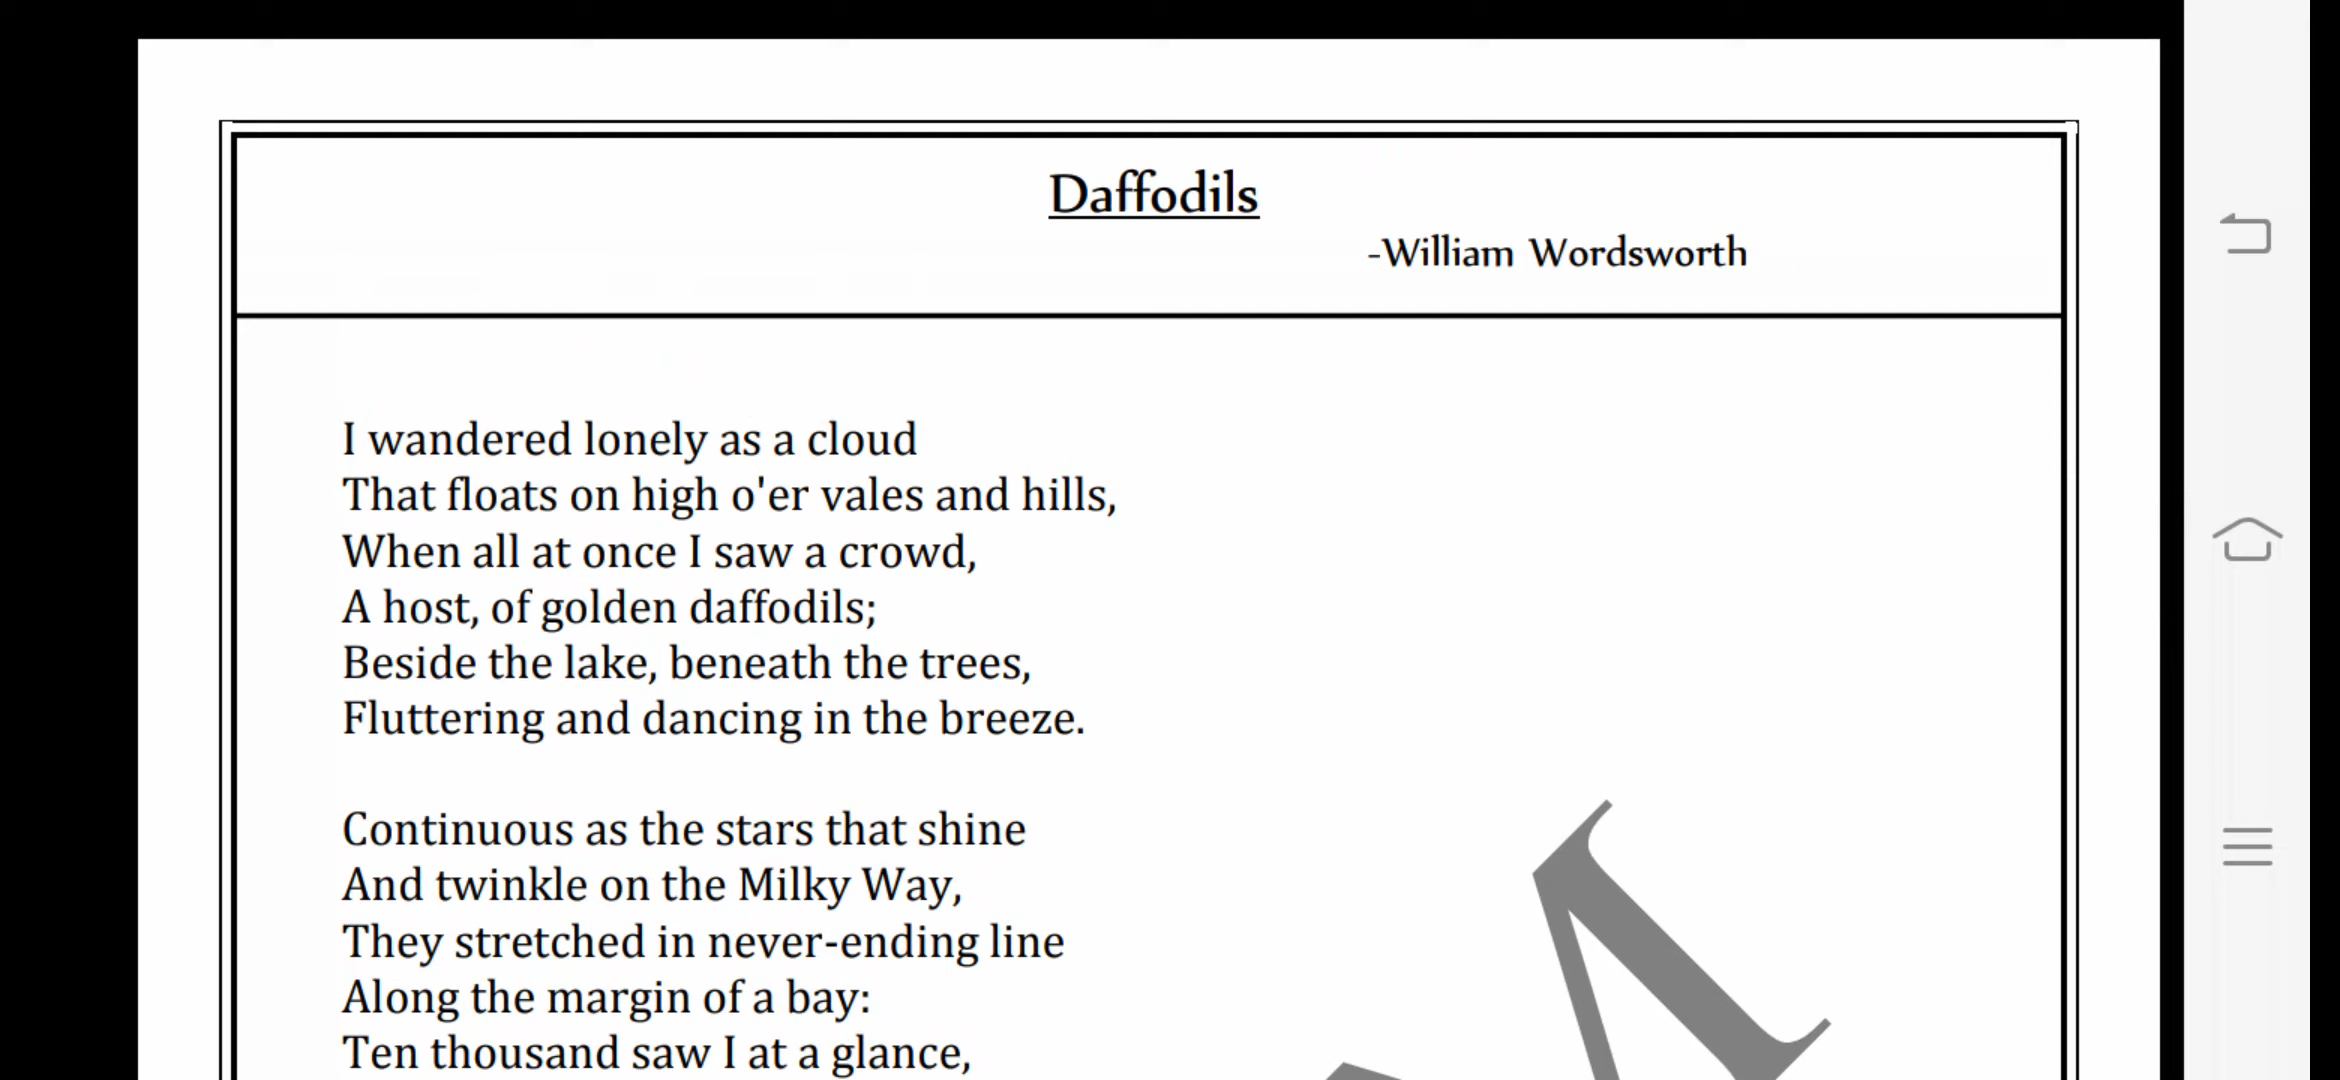 Daffodils
-William Wordsworth
I wandered lonely as a cloud
That floats on high o'er vales and hills,
When all at once I saw a crowd,
A host, of golden daffodils;
Beside the lake, beneath the trees,
Fluttering and dancing in the breeze.
Continuous as the stars that shine
And twinkle on the Milky Way,
They stretched in never-ending line
Along the margin of a bay:
Ten thousand saw I at a glance,